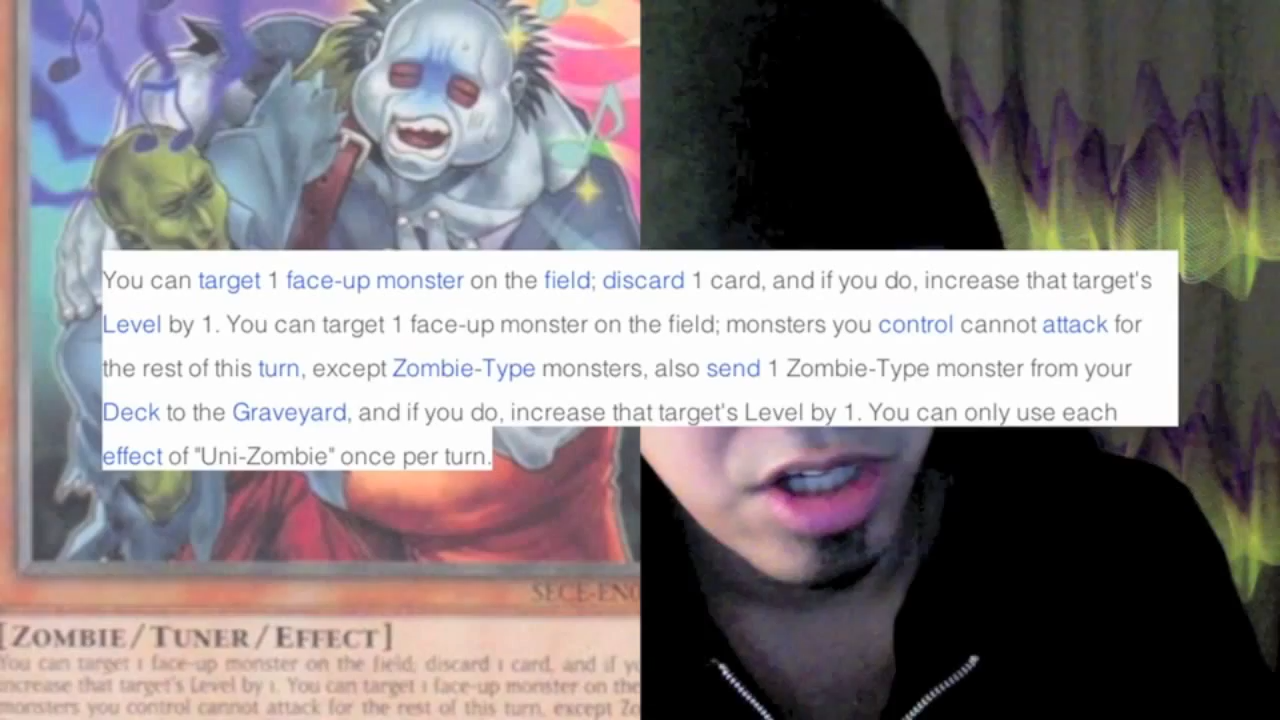 You can target 1 face-up monster on the field; discard 1 card, and if you do, increase that target's
Level by 1. You can target 1 face-up monster on the field; monsters you control cannot attack for
the rest of this turn, except Zombie-Type monsters, also send 1 Zombie-Type monster from your
Deck to the Graveyard, and if you do, increase that target's Level by 1. You can only use each
effect of "Uni-Zombie" once per turn.
SECE-EN0
[ZOMBIE/TUNER/EFFECT]
You can target 1 face-up monster on the field; discard 1 card, and if yo
increase that target's Level by 1. You can target 1 face-up monster on the
monsters you control cannot attack for the rest of this turn, except Zo